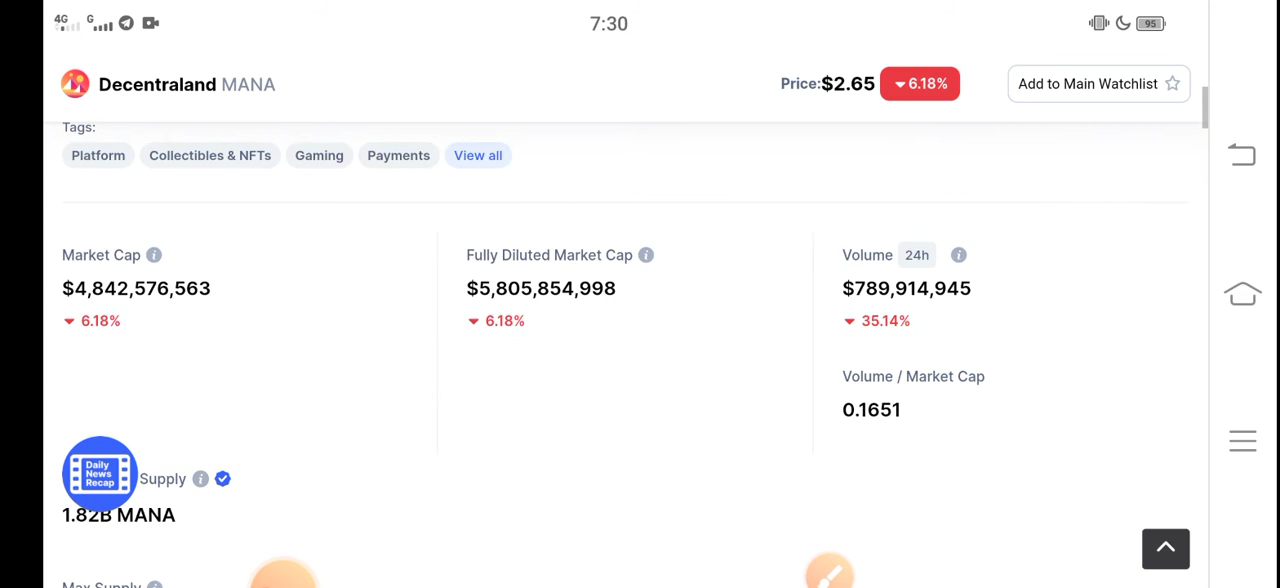 4G G 7:30 95
Decentraland MANA Price:$2.65 6.18% Add to Main Watchlist
Tags:
Platform Collectibles & NFTs Gaming Payments View all
Market Cap Fully Diluted Market Cap Volume 24h
$4,842,576,563 $5,805,854,998 $789,914,945
6.18% 6.18% 35.14%
Volume / Market Cap
0.1651
Daily
News
Recap
Supply
1.82B MANA
Max Supply